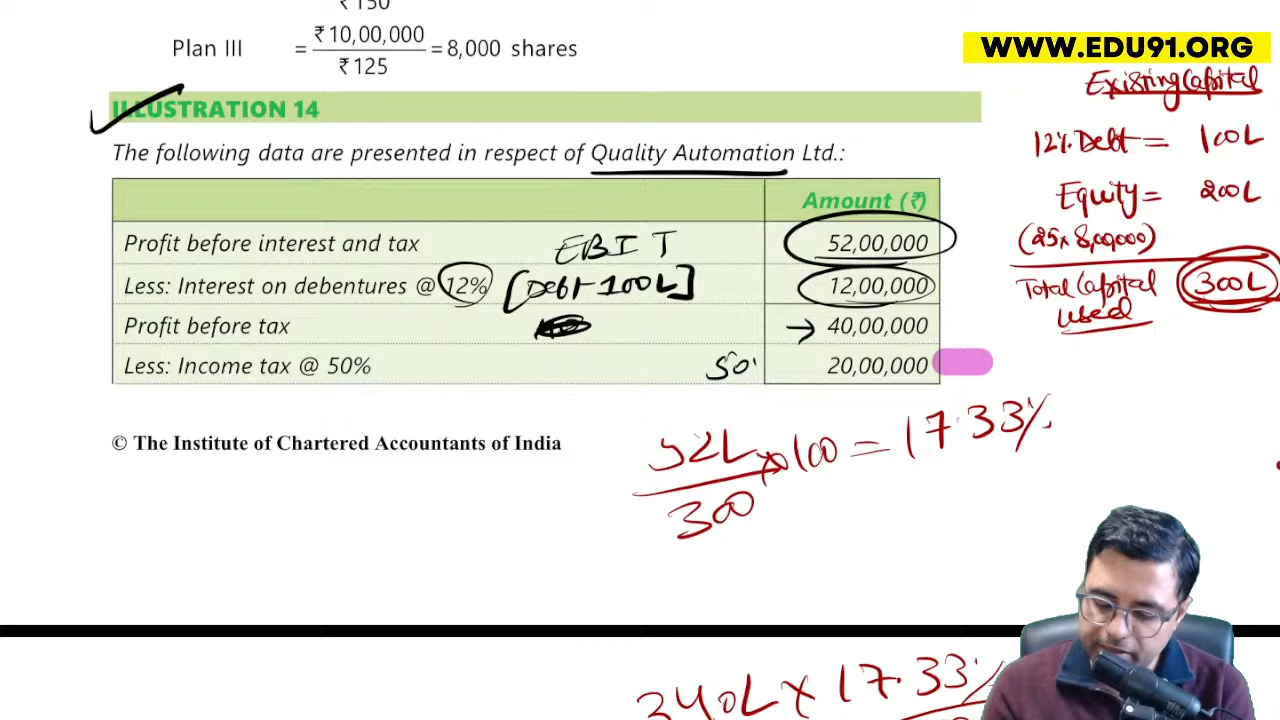 ₹150
Plan III = ₹10,00,000 / ₹125 = 8,000 shares
WWW.EDU91.ORG
ILLUSTRATION 14
The following data are presented in respect of Quality Automation Ltd.:
Amount (₹)
Profit before interest and tax EBIT 52,00,000
Less: Interest on debentures @ 12% [Debt-100L] 12,00,000
Profit before tax → 40,00,000
Less: Income tax @ 50% 50% 20,00,000
Existing Capital
12% Debt = 100L
Equity = 200L
(25x8,00,000)
Total Capital 300L
used
© The Institute of Chartered Accountants of India
52L / 300 x 100 = 17.33%
340L x 17.33%